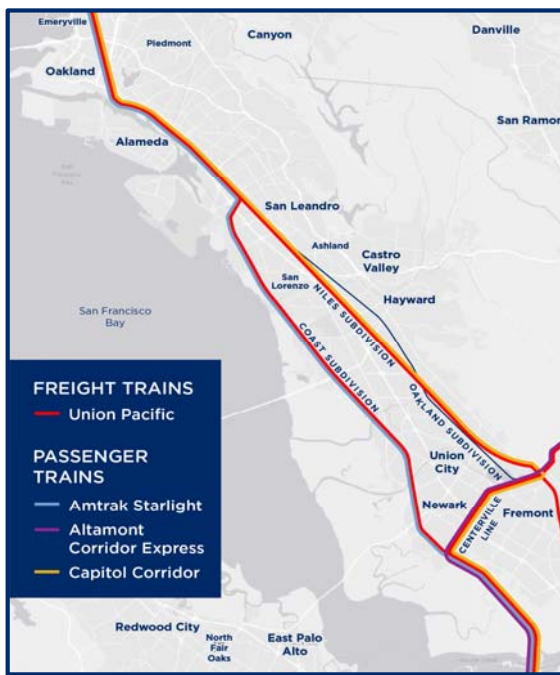 Emeryville
Piedmont
Canyon
Danville
Oakland
San Ramon
Alameda
San Leandro
Ashland
Castro
Valley
San
Lorenzo
Hayward
NILES SUBDIVISION
San Francisco
Bay
COAST SUBDIVISION
OAKLAND SUBDIVISION
FREIGHT TRAINS
Union Pacific
PASSENGER
TRAINS
Amtrak Starlight
Altamont
Corridor Express
Capitol Corridor
Union
City
Newark
Fremont
CENTERVILLE
LINE
Redwood City
North
Fair
Oaks
East Palo
Alto